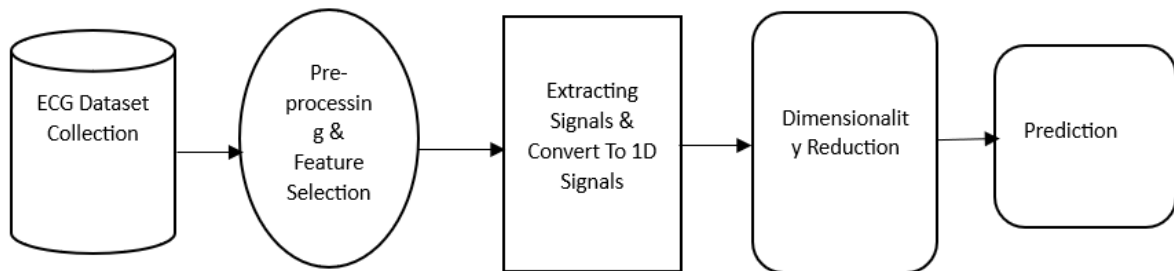 ECG Dataset
Collection
Pre-
processin
g &
Feature
Selection
Extracting
Signals &
Convert To 1D
Signals
Dimensionalit
y Reduction
Prediction